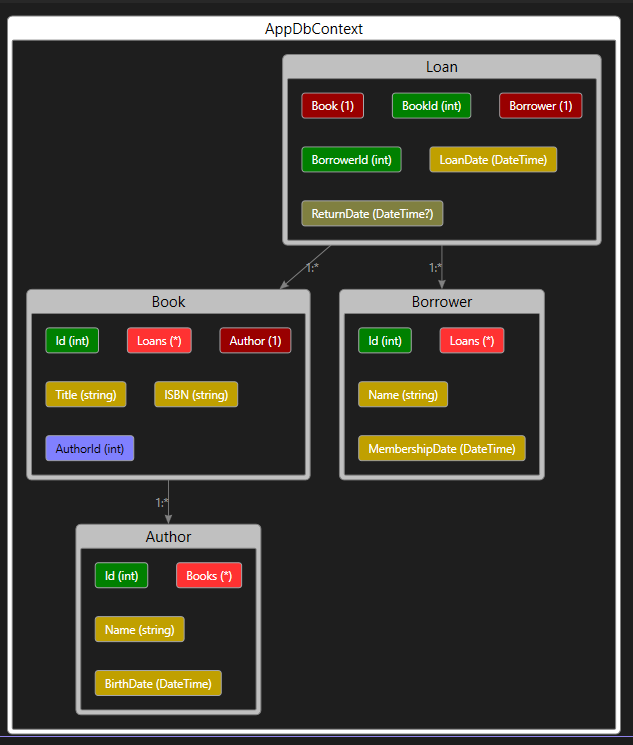 AppDbContext
Loan
Book (1) BookId (int) Borrower (1)
BorrowerId (int) LoanDate (DateTime)
ReturnDate (DateTime?)
1:* 1:*
Book
Id (int) Loans (*) Author (1)
Title (string) ISBN (string)
AuthorId (int)
Borrower
Id (int) Loans (*)
Name (string)
MembershipDate (DateTime)
1:*
Author
Id (int) Books (*)
Name (string)
BirthDate (DateTime)